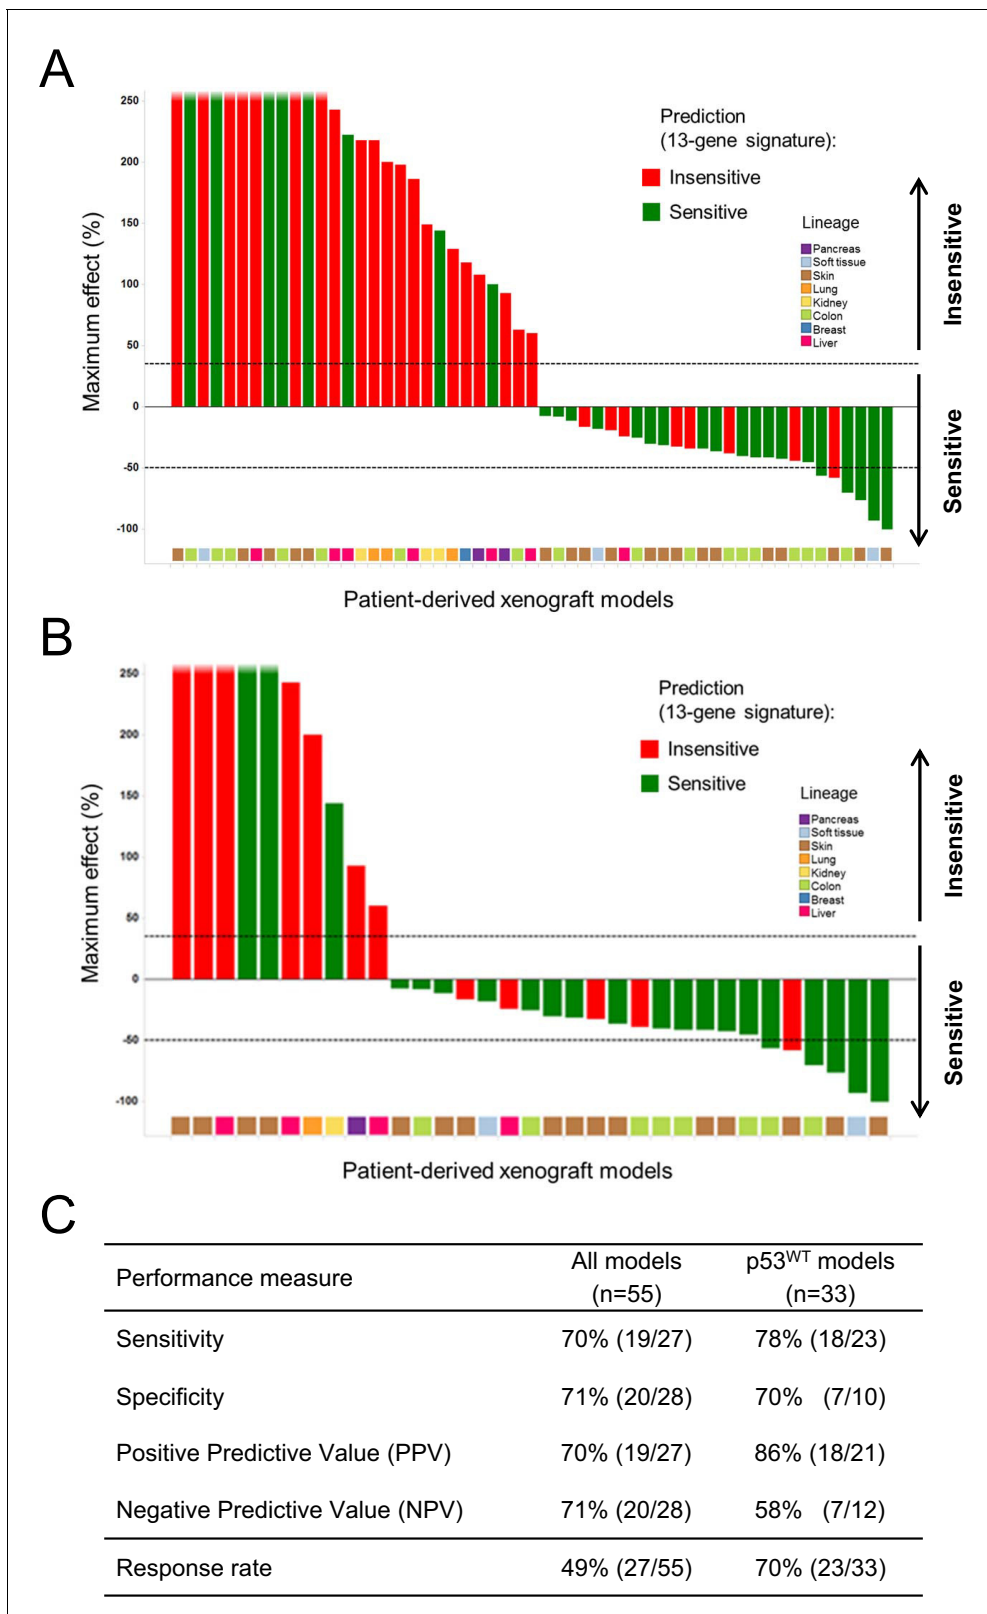 A
Maximum effect (%)
250
200
150
100
50
0
-50
-100
Prediction
(13-gene signature):
Insensitive
Sensitive
Lineage
Pancreas
Soft tissue
Skin
Lung
Kidney
Colon
Breast
Liver
Insensitive
Sensitive
Patient-derived xenograft models
B
Maximum effect (%)
250
200
150
100
50
0
-50
-100
Prediction
(13-gene signature):
Insensitive
Sensitive
Lineage
Pancreas
Soft tissue
Skin
Lung
Kidney
Colon
Breast
Liver
Insensitive
Sensitive
Patient-derived xenograft models
C
Performance measure All models (n=55) p53WT models (n=33)
Sensitivity 70% (19/27) 78% (18/23)
Specificity 71% (20/28) 70% (7/10)
Positive Predictive Value (PPV) 70% (19/27) 86% (18/21)
Negative Predictive Value (NPV) 71% (20/28) 58% (7/12)
Response rate 49% (27/55) 70% (23/33)